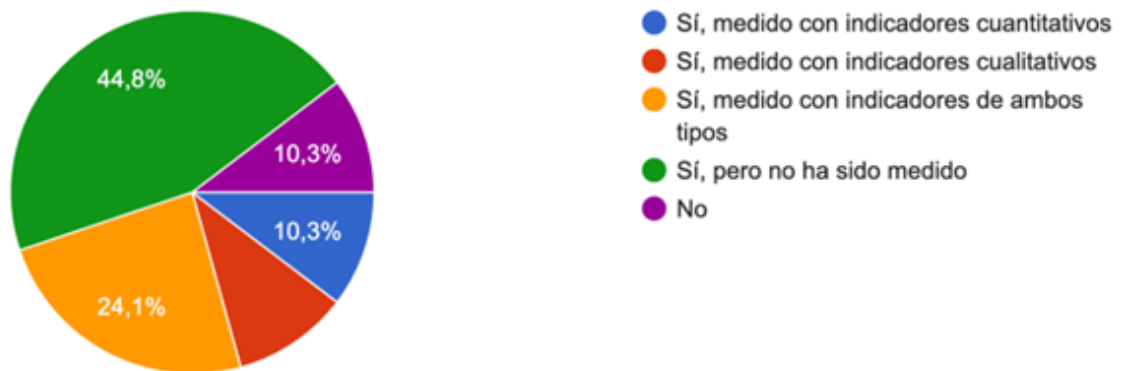 44,8%
10,3%
10,3%
24,1%
Sí, medido con indicadores cuantitativos
Sí, medido con indicadores cualitativos
Sí, medido con indicadores de ambos
tipos
Sí, pero no ha sido medido
No